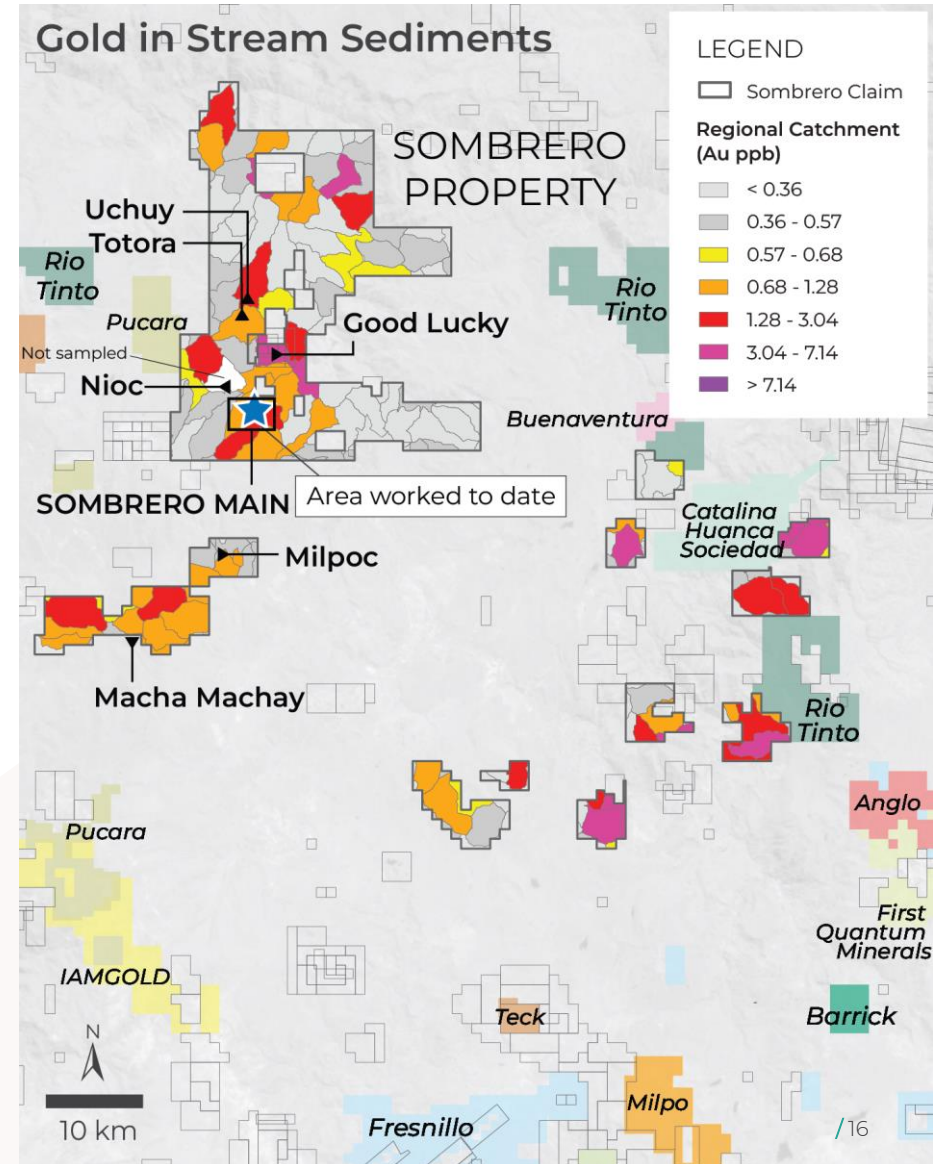 Gold in Stream Sediments
LEGEND
Sombrero Claim
Regional Catchment
(Au ppb)
< 0.36
0.36 - 0.57
0.57 - 0.68
0.68 - 1.28
1.28 - 3.04
3.04 - 7.14
> 7.14
SOMBRERO
PROPERTY
Uchuy
Totora
Rio
Tinto
Pucara
Rio
Tinto
Good Lucky
Not sampled
Nioc
Buenaventura
SOMBRERO MAIN
Area worked to date
Catalina
Huanca
Sociedad
Milpoc
Macha Machay
Rio
Tinto
Pucara
Anglo
First
Quantum
Minerals
IAMGOLD
Teck
Barrick
N
10 km
Fresnillo
Milpo
/16